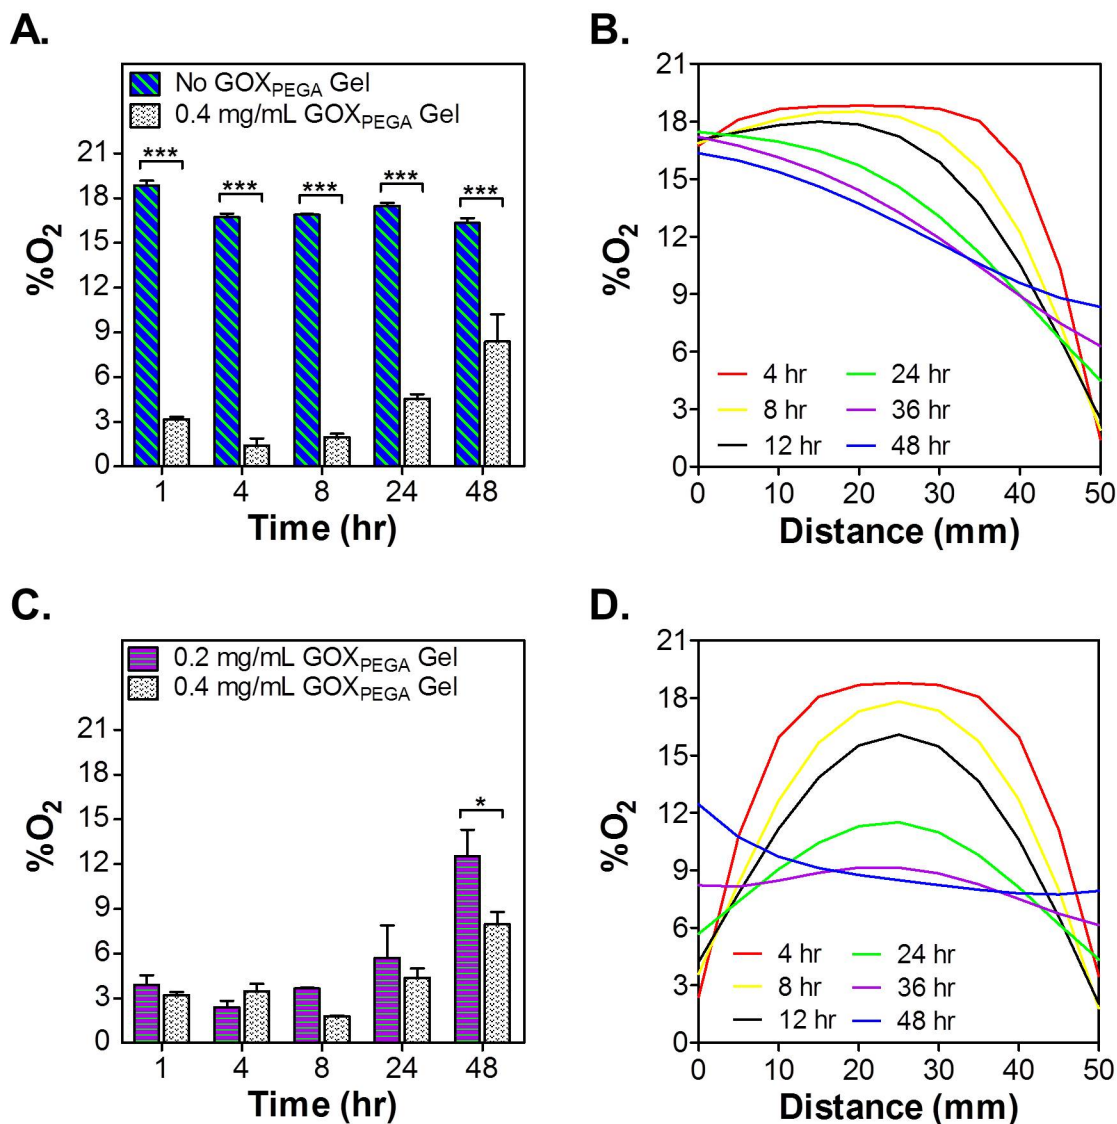 A.
No GOXPEGA Gel
0.4 mg/mL GOXPEGA Gel
%O2
21
18
15
12
9
6
3
0
***
***
***
***
***
1 4 8 24 48
Time (hr)
B.
%O2
21
18
15
12
9
6
3
0
4 hr 24 hr
8 hr 36 hr
12 hr 48 hr
0 10 20 30 40 50
Distance (mm)
C.
0.2 mg/mL GOXPEGA Gel
0.4 mg/mL GOXPEGA Gel
%O2
21
18
15
12
9
6
3
0
*
1 4 8 24 48
Time (hr)
D.
%O2
21
18
15
12
9
6
3
0
4 hr 24 hr
8 hr 36 hr
12 hr 48 hr
0 10 20 30 40 50
Distance (mm)